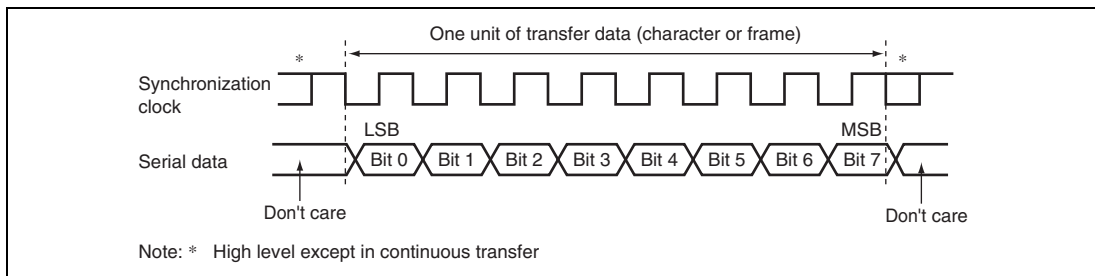 One unit of transfer data (character or frame)
* *
Synchronization
clock
LSB MSB
Serial data Bit 0 Bit 1 Bit 2 Bit 3 Bit 4 Bit 5 Bit 6 Bit 7
Don't care Don't care
Note: * High level except in continuous transfer